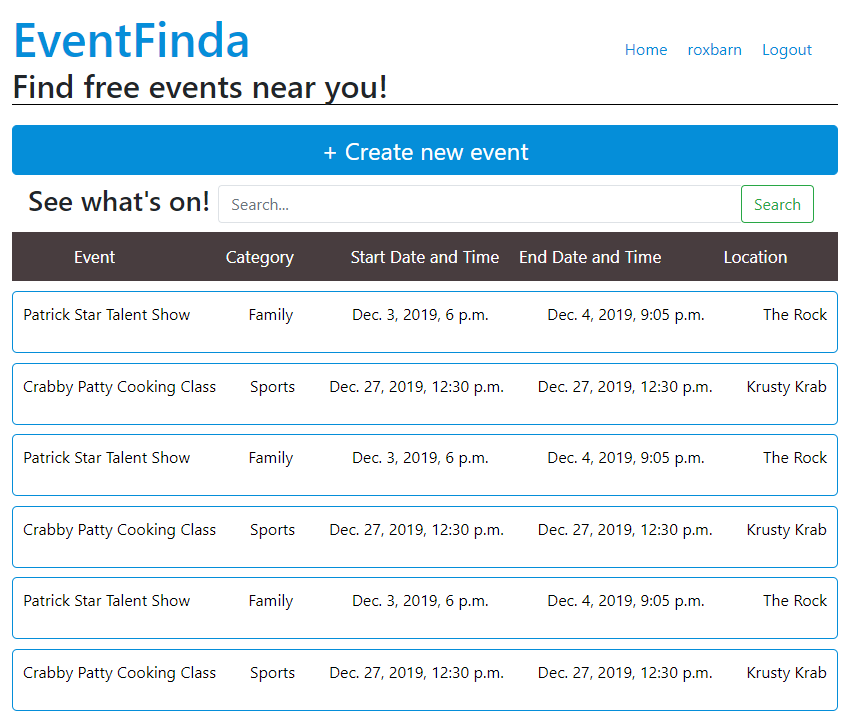 EventFinda
Home roxbarn Logout
Find free events near you!
+ Create new event
See what's on! Search... Search
Event Category Start Date and Time End Date and Time Location
Patrick Star Talent Show Family Dec. 3, 2019, 6 p.m. Dec. 4, 2019, 9:05 p.m. The Rock
Crabby Patty Cooking Class Sports Dec. 27, 2019, 12:30 p.m. Dec. 27, 2019, 12:30 p.m. Krusty Krab
Patrick Star Talent Show Family Dec. 3, 2019, 6 p.m. Dec. 4, 2019, 9:05 p.m. The Rock
Crabby Patty Cooking Class Sports Dec. 27, 2019, 12:30 p.m. Dec. 27, 2019, 12:30 p.m. Krusty Krab
Patrick Star Talent Show Family Dec. 3, 2019, 6 p.m. Dec. 4, 2019, 9:05 p.m. The Rock
Crabby Patty Cooking Class Sports Dec. 27, 2019, 12:30 p.m. Dec. 27, 2019, 12:30 p.m. Krusty Krab